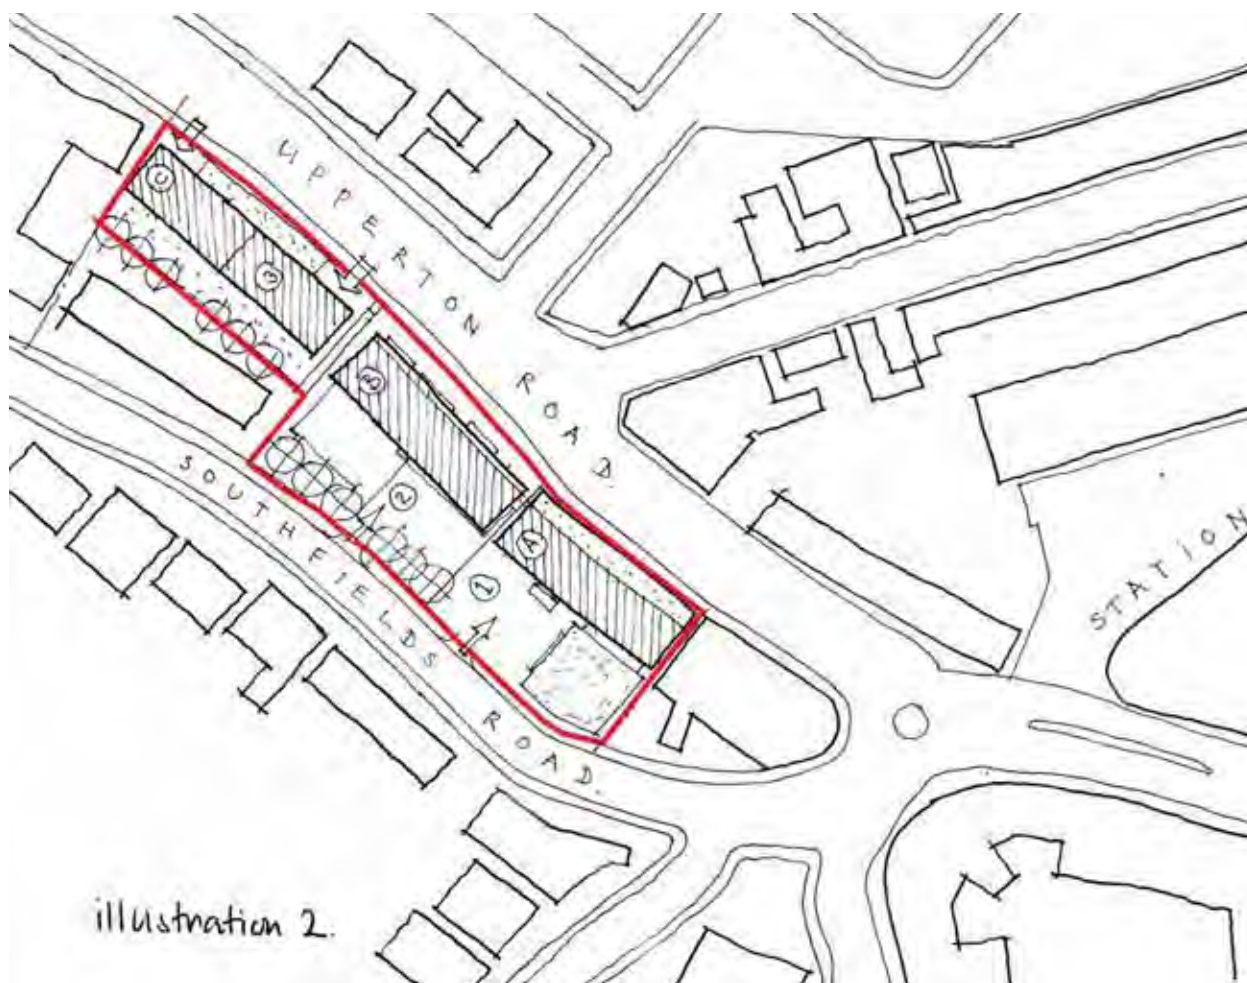 UPPERTON ROAD
C
3
B
2
A
1
SOUTHFIELDS ROAD.
STATION
illustration 2.